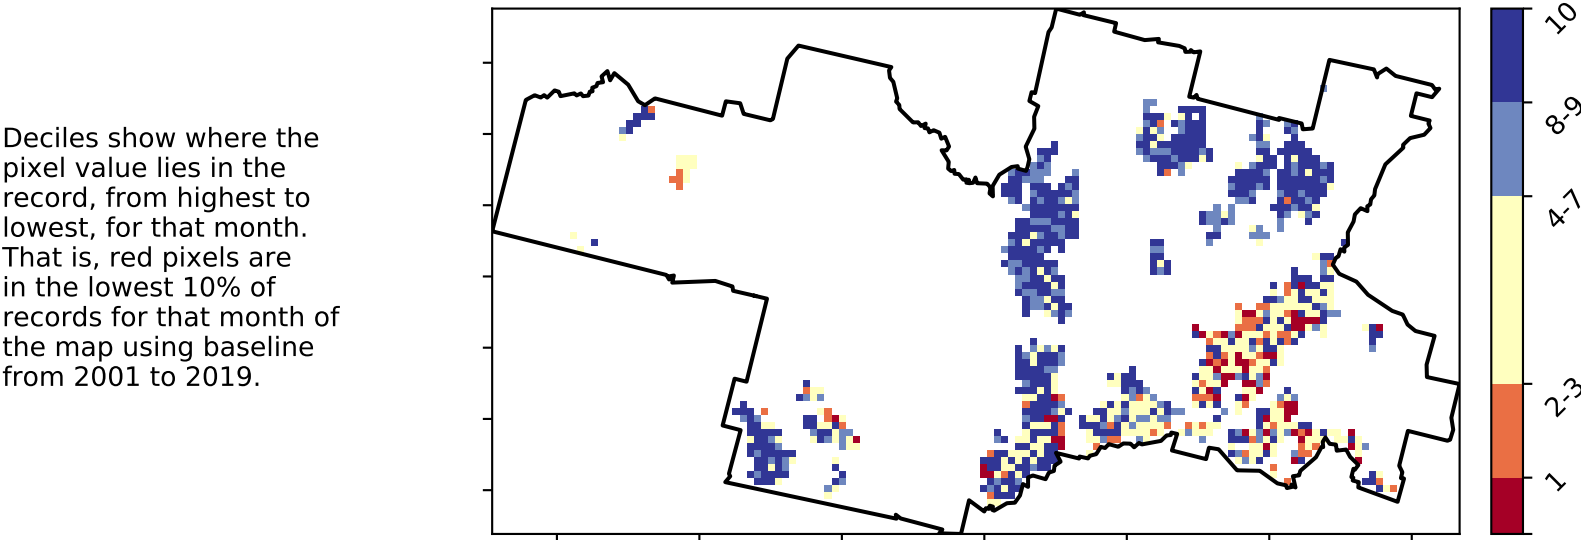 Deciles show where the
pixel value lies in the
record, from highest to
lowest, for that month.
That is, red pixels are
in the lowest 10% of
records for that month of
the map using baseline
from 2001 to 2019.
10
8-9
4-7
2-3
1